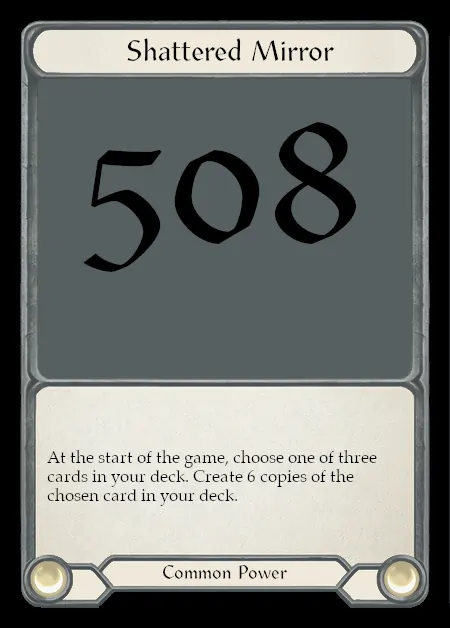 Shattered Mirror
508
At the start of the game, choose one of three
cards in your deck. Create 6 copies of the
chosen card in your deck.
Common Power